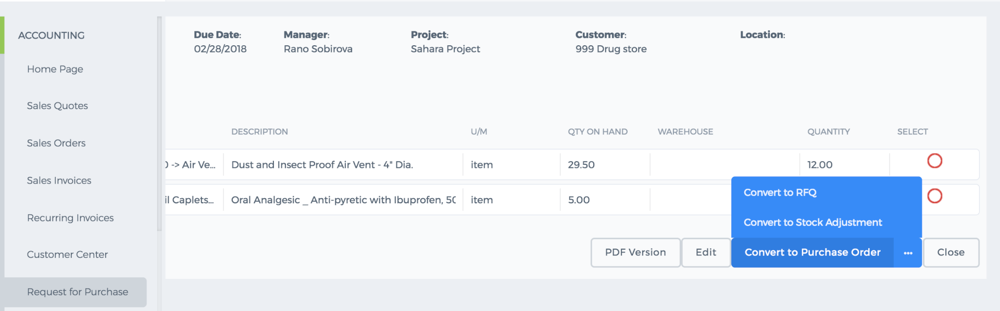 ACCOUNTING
Home Page
Sales Quotes
Sales Orders
Sales Invoices
Recurring Invoices
Customer Center
Request for Purchase
Due Date: Manager: Project: Customer: Location:
02/28/2018 Rano Sobirova Sahara Project 999 Drug store
DESCRIPTION U/M QTY ON HAND WAREHOUSE QUANTITY SELECT
-> Air Ve... Dust and Insect Proof Air Vent - 4" Dia. item 29.50 12.00
il Caplets... Oral Analgesic _ Anti-pyretic with Ibuprofen, 50 item 5.00
Convert to RFQ
Convert to Stock Adjustment
PDF Version Edit Convert to Purchase Order ... Close